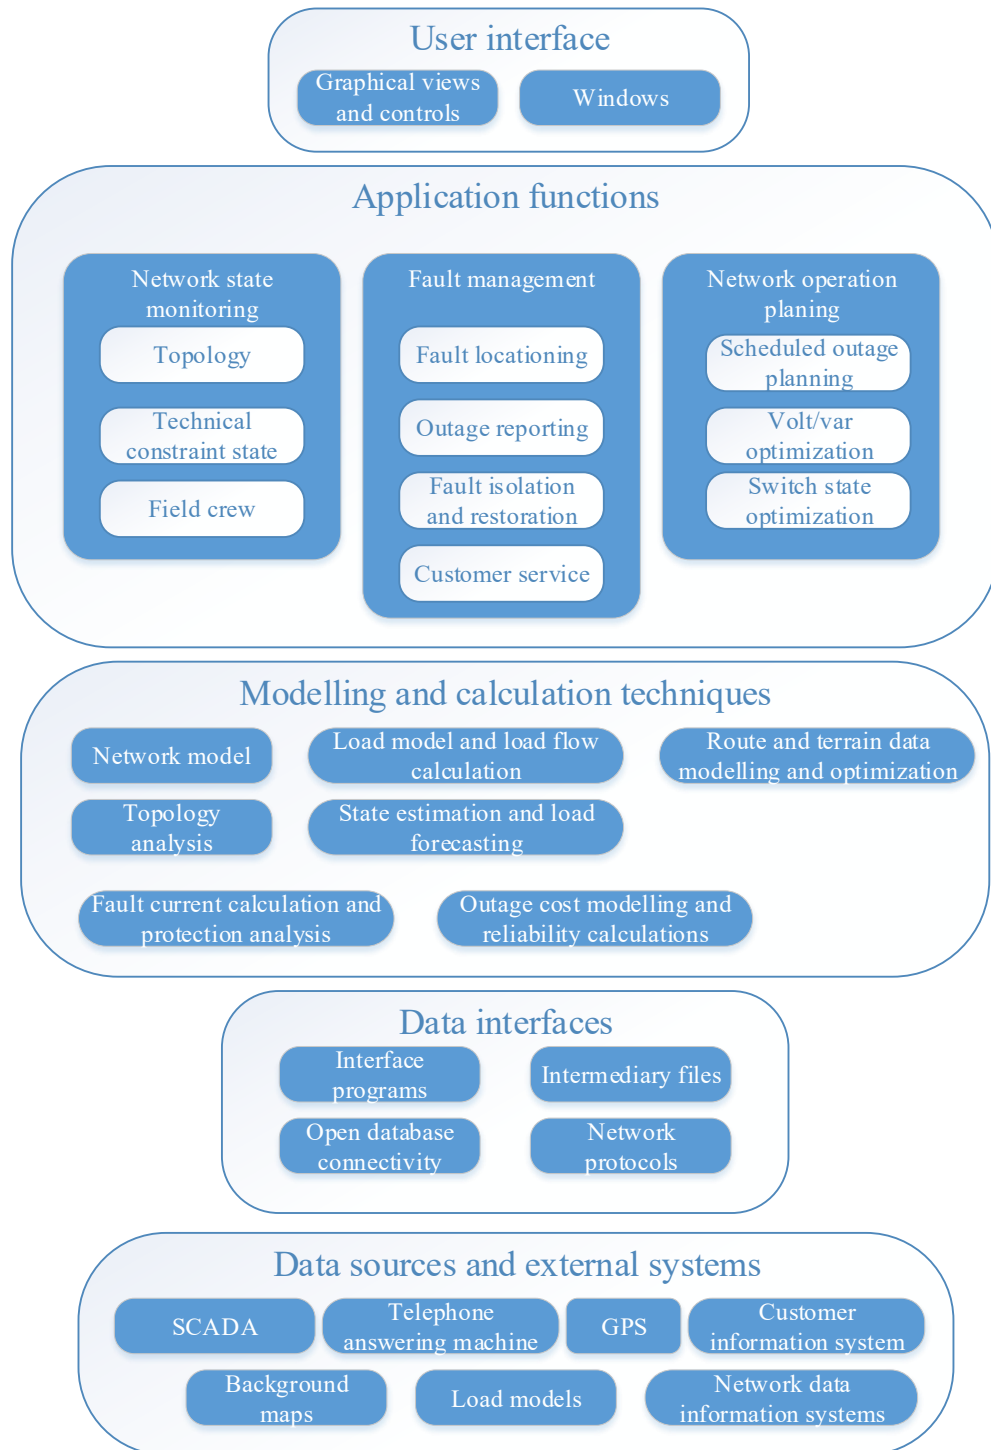 User interface
Graphical views
and controls
Windows
Application functions
Network state
monitoring
Topology
Technical
constraint state
Field crew
Fault management
Fault locationing
Outage reporting
Fault isolation
and restoration
Customer service
Network operation
planing
Scheduled outage
planning
Volt/var
optimization
Switch state
optimization
Modelling and calculation techniques
Network model
Load model and load flow
calculation
Route and terrain data
modelling and optimization
Topology
analysis
State estimation and load
forecasting
Fault current calculation and
protection analysis
Outage cost modelling and
reliability calculations
Data interfaces
Interface
programs
Intermediary files
Open database
connectivity
Network
protocols
Data sources and external systems
SCADA
Telephone
answering machine
GPS
Customer
information system
Background
maps
Load models
Network data
information systems